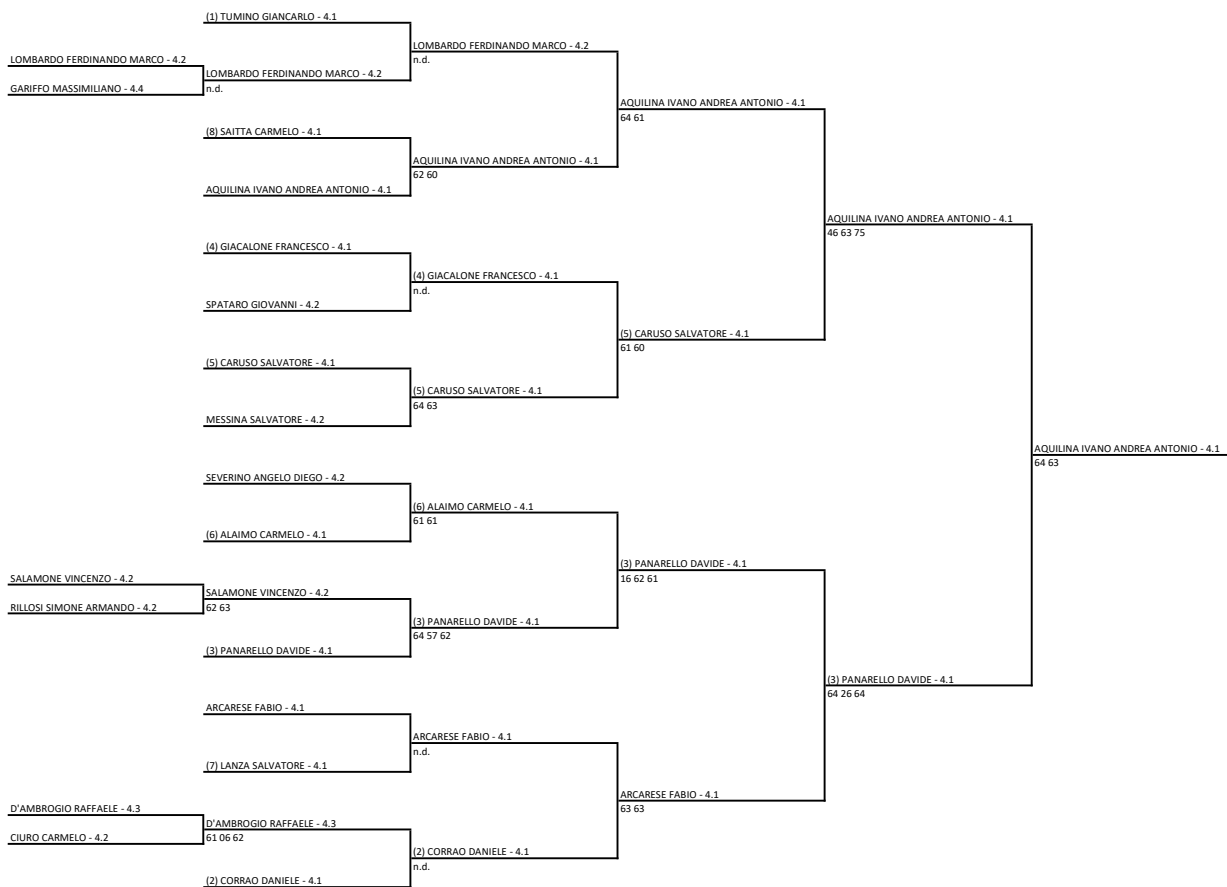 (1) TUMINO GIANCARLO - 4.1
LOMBARDO FERDINANDO MARCO - 4.2
n.d.
LOMBARDO FERDINANDO MARCO - 4.2
LOMBARDO FERDINANDO MARCO - 4.2
n.d.
GARIFFO MASSIMILIANO - 4.4
AQUILINA IVANO ANDREA ANTONIO - 4.1
64 61
(8) SAITTA CARMELO - 4.1
AQUILINA IVANO ANDREA ANTONIO - 4.1
62 60
AQUILINA IVANO ANDREA ANTONIO - 4.1
AQUILINA IVANO ANDREA ANTONIO - 4.1
46 63 75
(4) GIACALONE FRANCESCO - 4.1
(4) GIACALONE FRANCESCO - 4.1
n.d.
SPATARO GIOVANNI - 4.2
(5) CARUSO SALVATORE - 4.1
61 60
(5) CARUSO SALVATORE - 4.1
(5) CARUSO SALVATORE - 4.1
64 63
MESSINA SALVATORE - 4.2
AQUILINA IVANO ANDREA ANTONIO - 4.1
64 63
SEVERINO ANGELO DIEGO - 4.2
(6) ALAIMO CARMELO - 4.1
61 61
(6) ALAIMO CARMELO - 4.1
(3) PANARELLO DAVIDE - 4.1
16 62 61
SALAMONE VINCENZO - 4.2
SALAMONE VINCENZO - 4.2
62 63
RILLOSI SIMONE ARMANDO - 4.2
(3) PANARELLO DAVIDE - 4.1
64 57 62
(3) PANARELLO DAVIDE - 4.1
(3) PANARELLO DAVIDE - 4.1
64 26 64
ARCARESE FABIO - 4.1
ARCARESE FABIO - 4.1
n.d.
(7) LANZA SALVATORE - 4.1
ARCARESE FABIO - 4.1
63 63
D'AMBROGIO RAFFAELE - 4.3
D'AMBROGIO RAFFAELE - 4.3
61 06 62
CIURO CARMELO - 4.2
(2) CORRAO DANIELE - 4.1
n.d.
(2) CORRAO DANIELE - 4.1